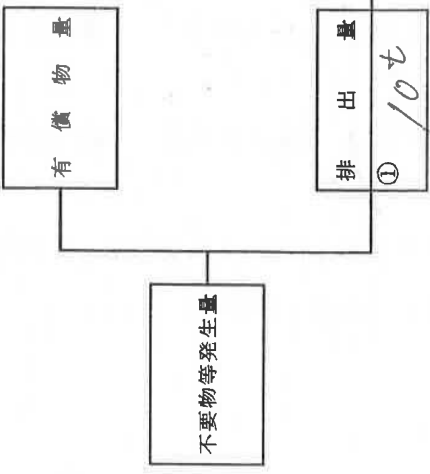 有償物量
排出量
① 10t
不要物等発生量